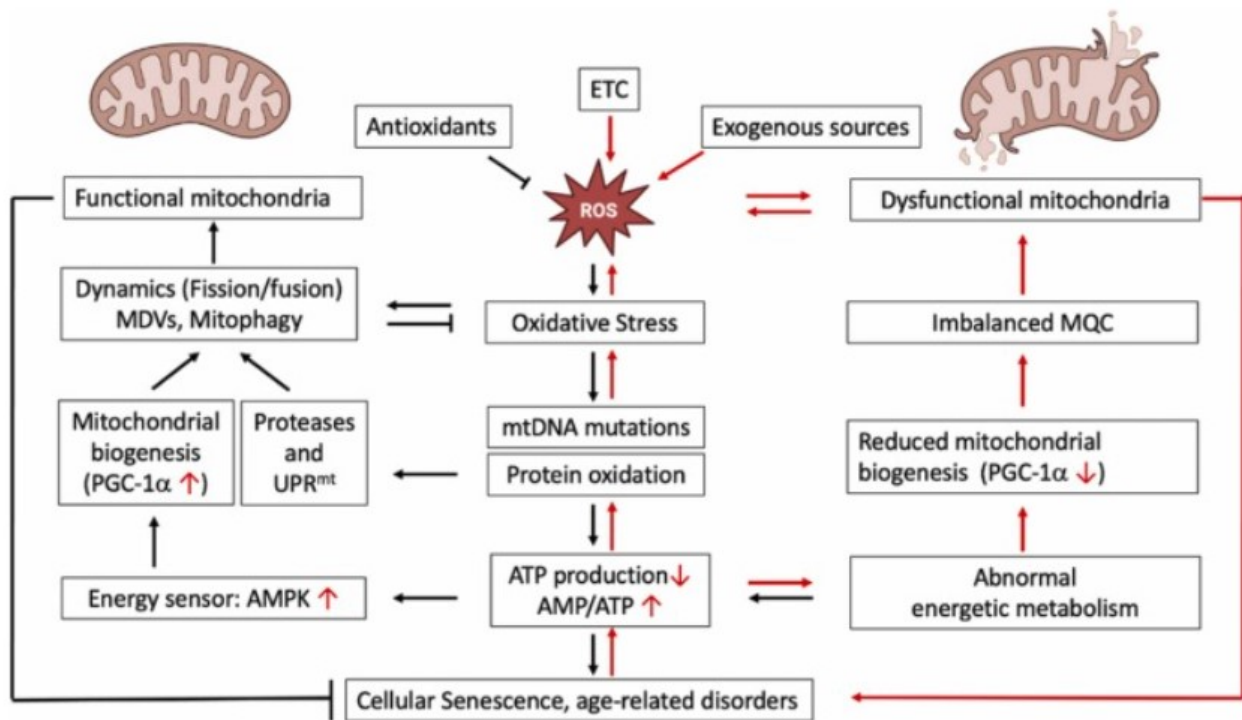 ETC
Antioxidants
Exogenous sources
ROS
Functional mitochondria
Dysfunctional mitochondria
Dynamics (Fission/fusion)
MDVs, Mitophagy
Oxidative Stress
Imbalanced MQC
Mitochondrial
biogenesis
(PGC-1α ↑)
Proteases
and
UPRᵐᵗ
mtDNA mutations
Protein oxidation
Reduced mitochondrial
biogenesis (PGC-1α ↓)
Energy sensor: AMPK ↑
ATP production ↓
AMP/ATP ↑
Abnormal
energetic metabolism
Cellular Senescence, age-related disorders